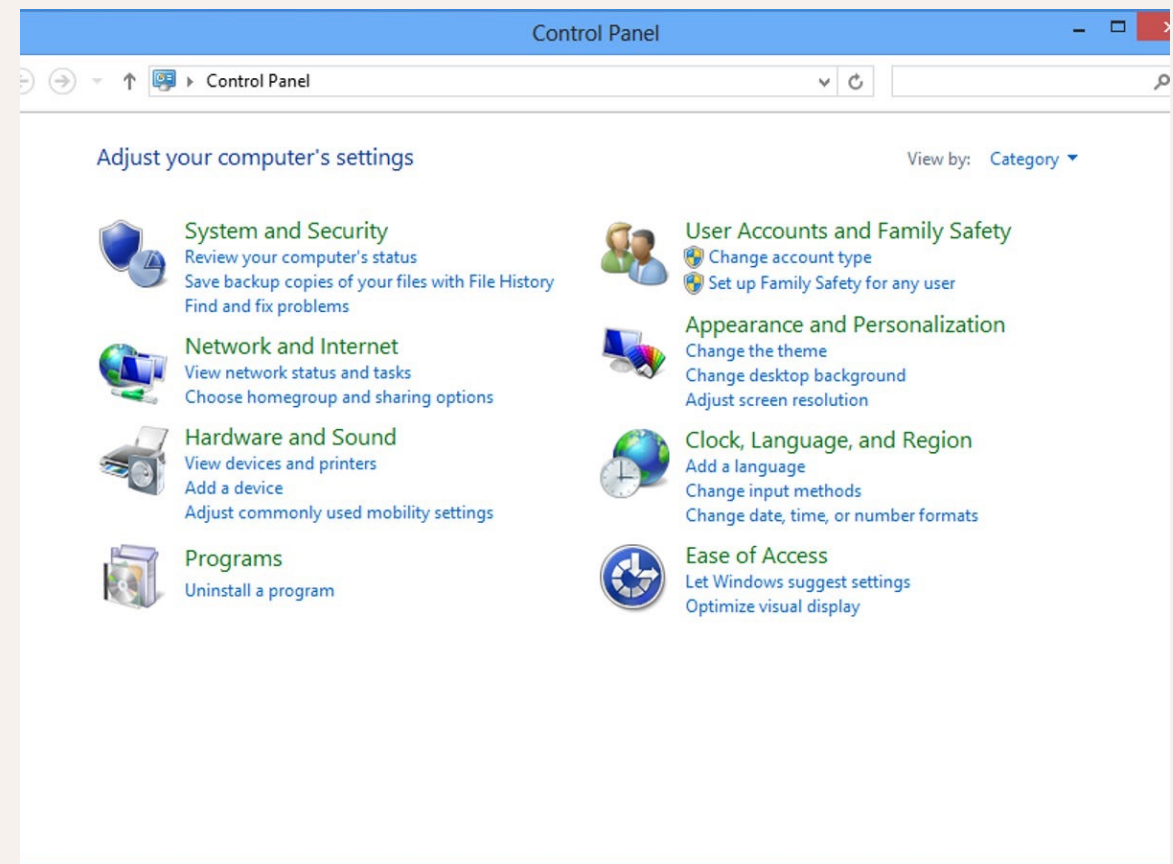 Control Panel
Control Panel
Adjust your computer's settings
View by: Category
System and Security
Review your computer's status
Save backup copies of your files with File History
Find and fix problems
Network and Internet
View network status and tasks
Choose homegroup and sharing options
Hardware and Sound
View devices and printers
Add a device
Adjust commonly used mobility settings
Programs
Uninstall a program
User Accounts and Family Safety
Change account type
Set up Family Safety for any user
Appearance and Personalization
Change the theme
Change desktop background
Adjust screen resolution
Clock, Language, and Region
Add a language
Change input methods
Change date, time, or number formats
Ease of Access
Let Windows suggest settings
Optimize visual display